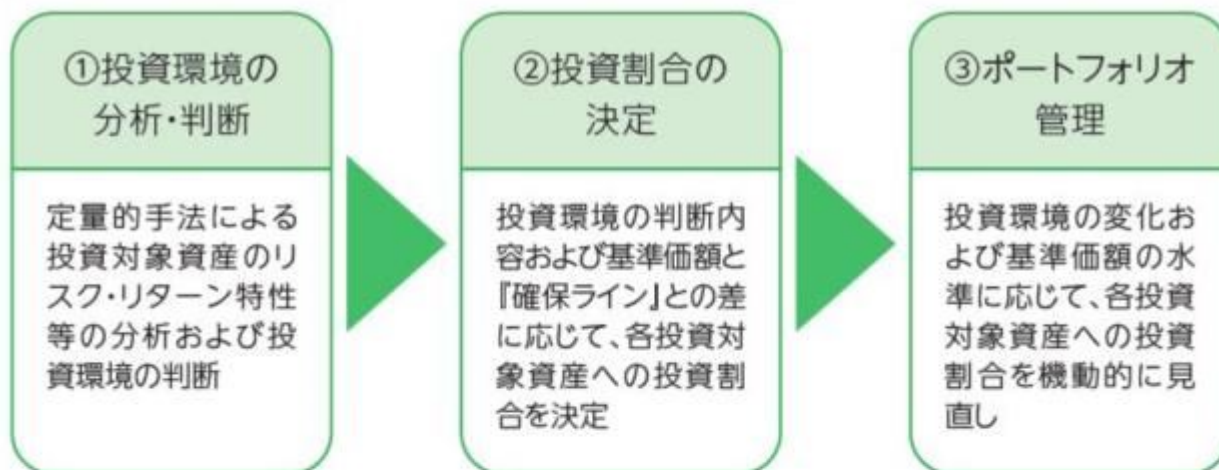 ①投資環境の
分析・判断
定量的手法による
投資対象資産のリ
スク・リターン特性
等の分析および投
資環境の判断
②投資割合の
決定
投資環境の判断内
容および基準価額と
『確保ライン』との差
に応じて、各投資対
象資産への投資割
合を決定
③ポートフォリオ
管理
投資環境の変化お
よび基準価額の水
準に応じて、各投資
対象資産への投資
割合を機動的に見
直し